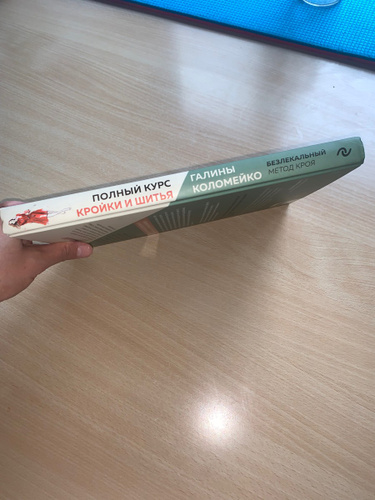 ПОЛНЫЙ КУРС
КРОЙКИ И ШИТЬЯ
ГАЛИНЫ
КОЛОМЕЙКО
БЕЗЛЕКАЛЬНЫЙ
МЕТОД КРОЯ